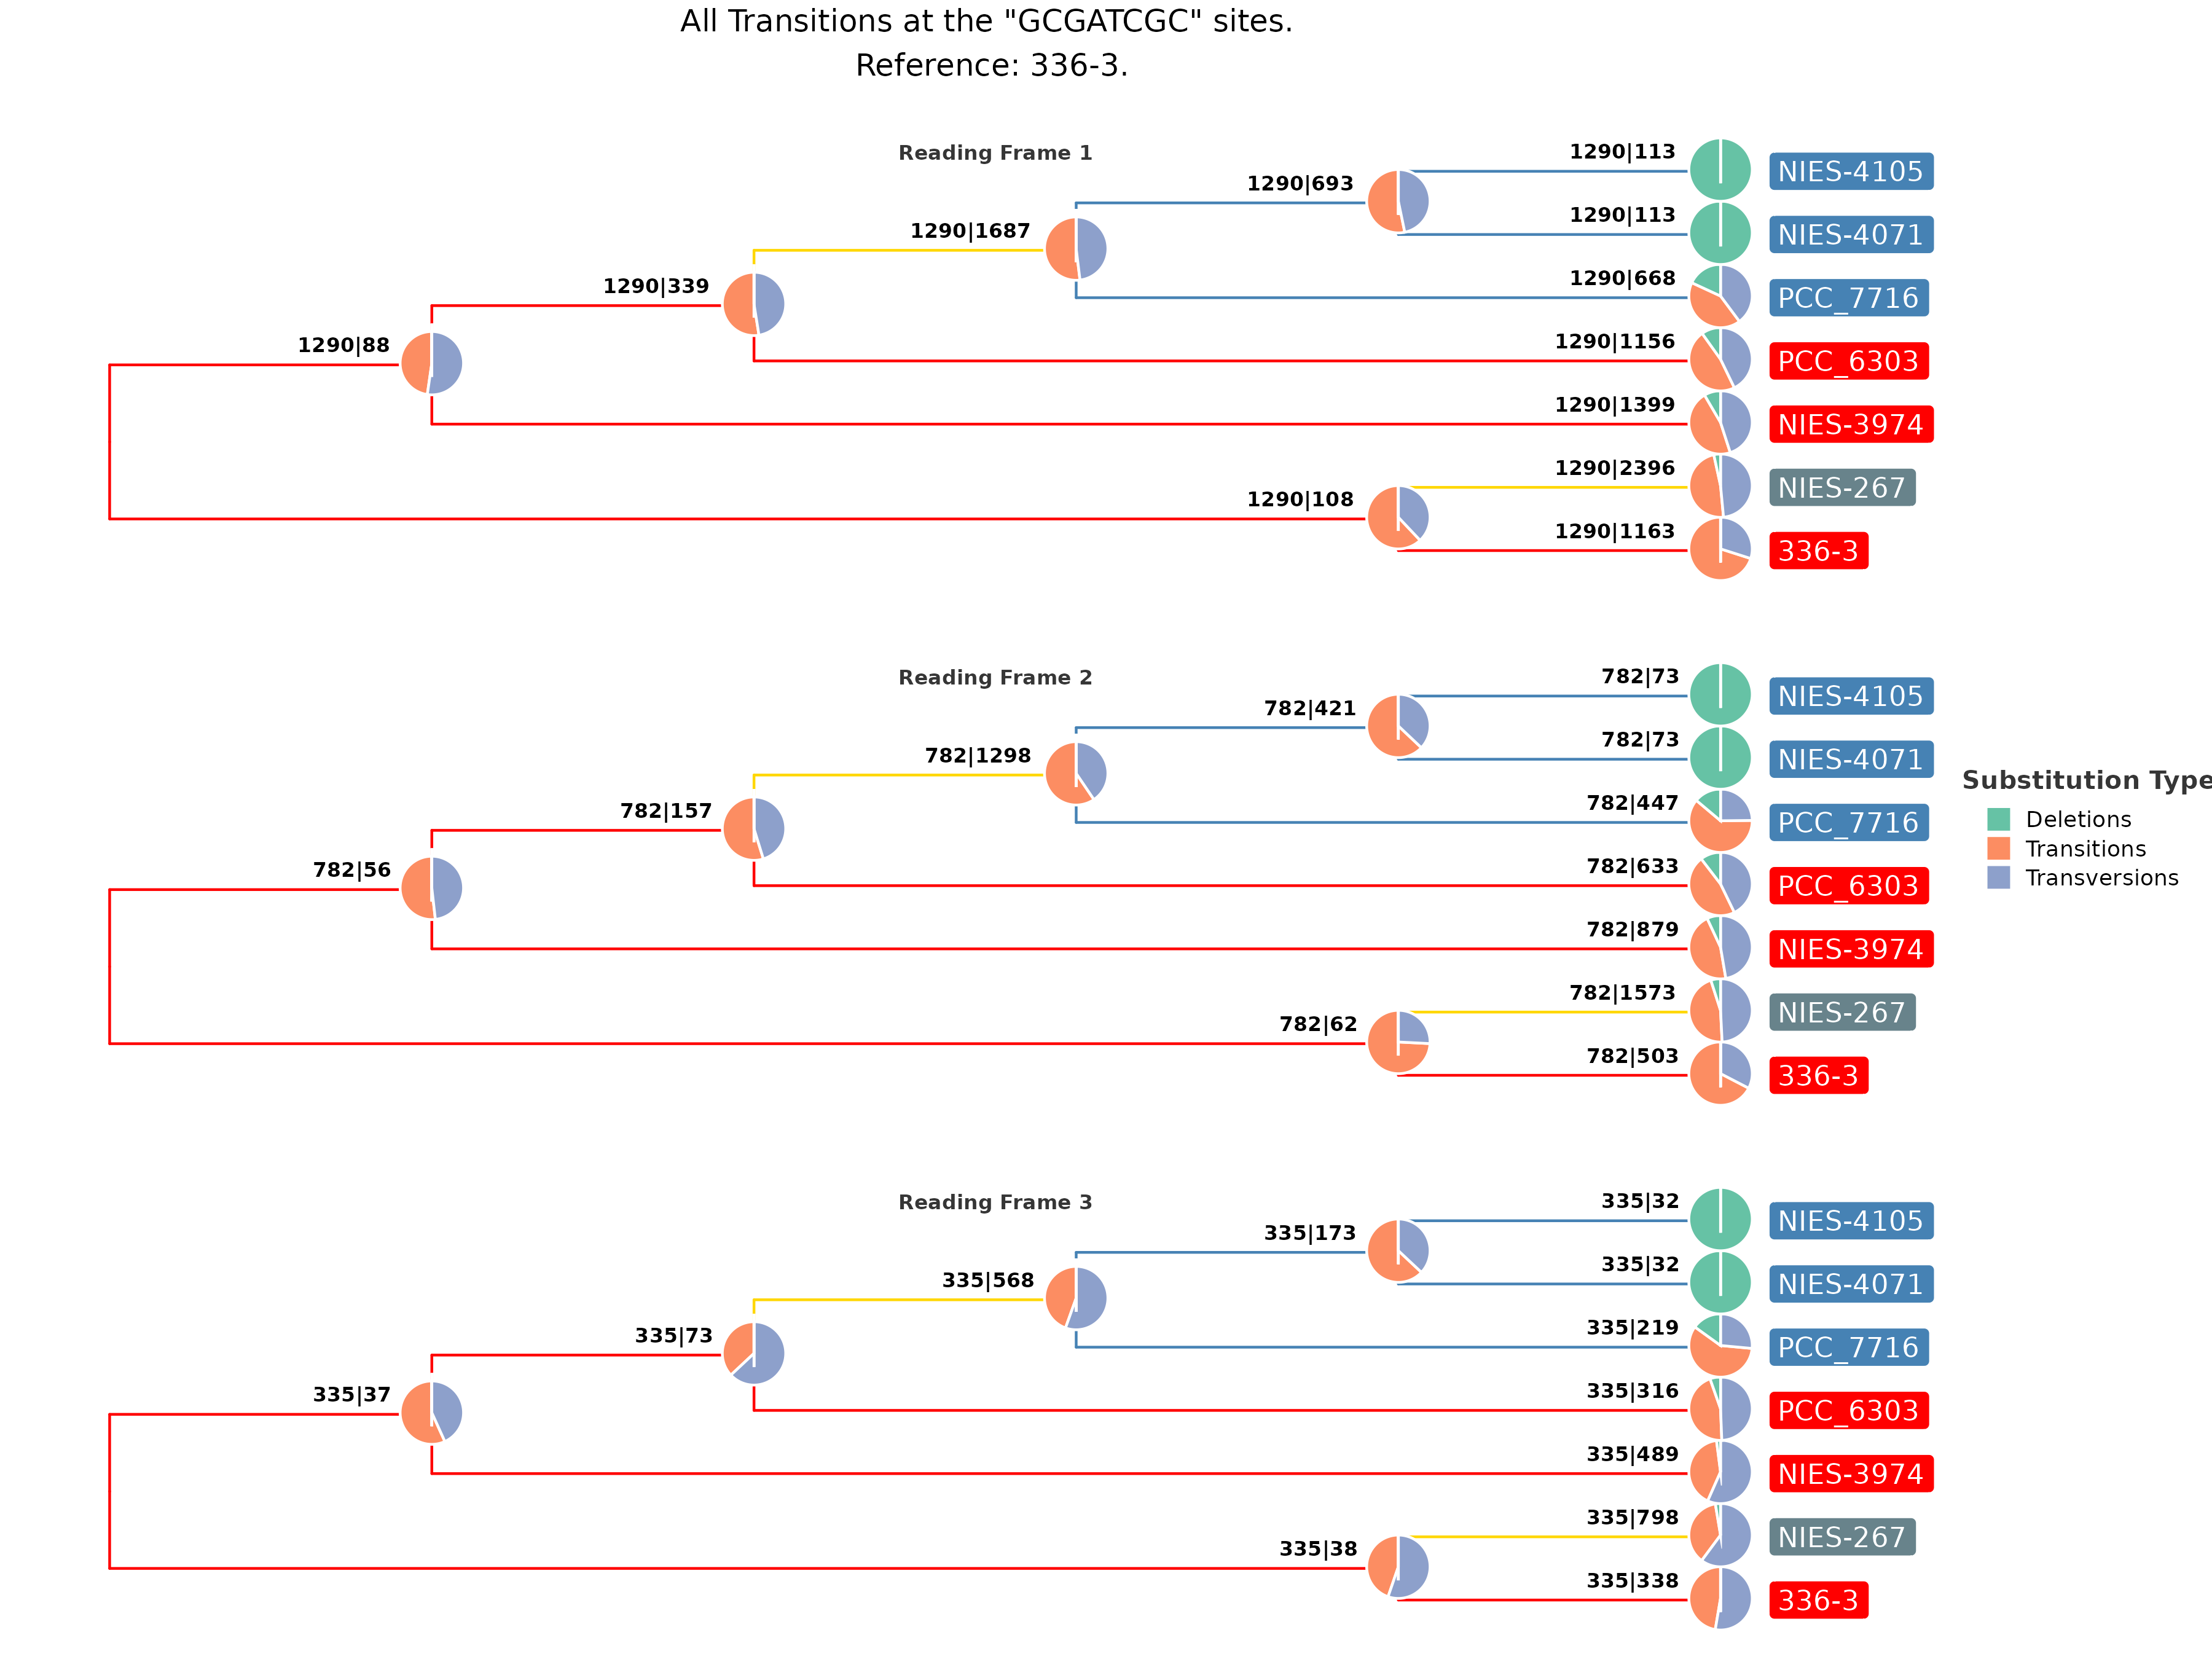 All Transitions at the "GCGATCGC" sites.
Reference: 336-3.
Reading Frame 1
1290|113
NIES-4105
1290|693
1290|113
NIES-4071
1290|1687
1290|668
PCC_7716
1290|339
1290|1156
PCC_6303
1290|88
1290|1399
NIES-3974
1290|2396
NIES-267
1290|108
1290|1163
336-3
Reading Frame 2
782|73
NIES-4105
782|421
782|73
NIES-4071
782|1298
782|447
PCC_7716
782|157
782|633
PCC_6303
782|56
782|879
NIES-3974
782|1573
NIES-267
782|62
782|503
336-3
Substitution Type
Deletions
Transitions
Transversions
Reading Frame 3
335|32
NIES-4105
335|173
335|32
NIES-4071
335|568
335|219
PCC_7716
335|73
335|316
PCC_6303
335|37
335|489
NIES-3974
335|798
NIES-267
335|38
335|338
336-3